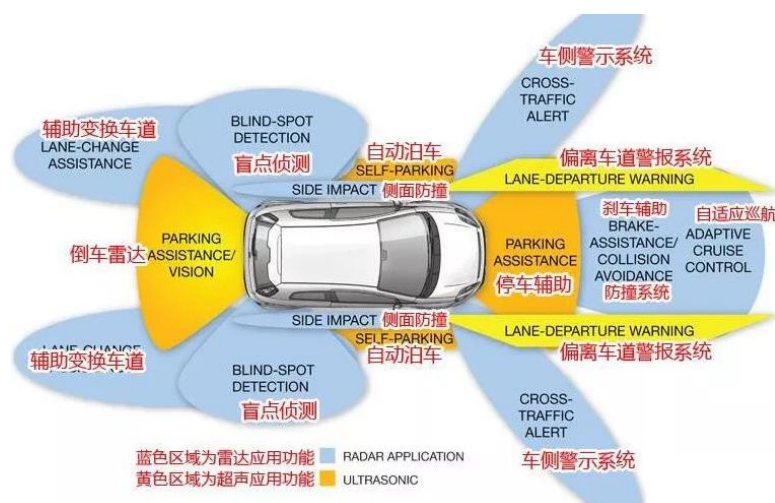 车侧警示系统
CROSS-
TRAFFIC
ALERT
辅助变换车道
LANE-CHANGE
ASSISTANCE
BLIND-SPOT
DETECTION
盲点侦测
自动泊车
SELF-PARKING
SIDE IMPACT 侧面防撞
偏离车道警报系统
LANE-DEPARTURE WARNING
倒车雷达
PARKING
ASSISTANCE/
VISION
PARKING
ASSISTANCE
停车辅助
刹车辅助
BRAKE-
ASSISTANCE/
COLLISION
AVOIDANCE
防撞系统
自适应巡航
ADAPTIVE
CRUISE
CONTROL
SIDE IMPACT 侧面防撞
SELF-PARKING
自动泊车
LANE-DEPARTURE WARNING
偏离车道警报系统
辅助变换车道
BLIND-SPOT
DETECTION
盲点侦测
CROSS-
TRAFFIC
ALERT
车侧警示系统
蓝色区域为雷达应用功能 RADAR APPLICATION
黄色区域为超声应用功能 ULTRASONIC